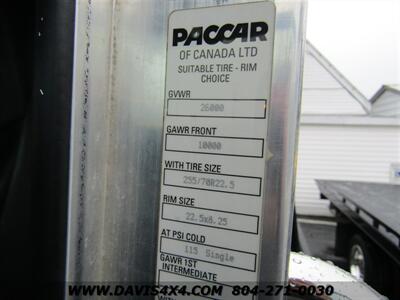 PACCAR
OF CANADA LTD
SUITABLE TIRE - RIM
CHOICE
GVWR
26000
GAWR FRONT
10000
WITH TIRE SIZE
255/70R22.5
RIM SIZE
22.5x8.25
AT PSI COLD
115 Single
GAWR 1ST
INTERMEDIATE
www.DAVIS4X4.com - 804-271-0030